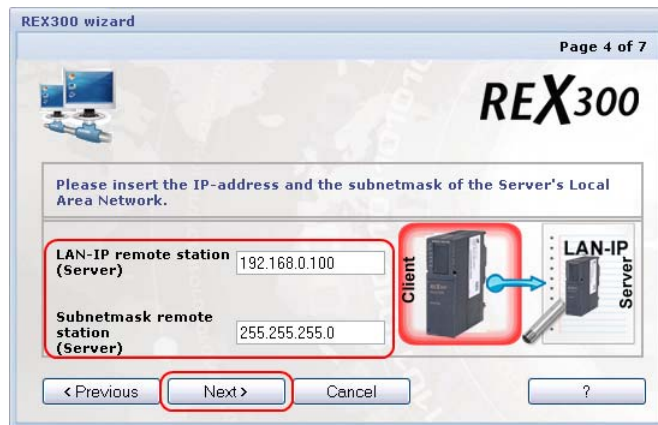 REX300 wizard
Page 4 of 7
REX300
Please insert the IP-address and the subnetmask of the Server's Local
Area Network.
LAN-IP remote station
(Server)
192.168.0.100
Subnetmask remote
station
(Server)
255.255.255.0
Client
LAN-IP
Server
< Previous
Next >
Cancel
?